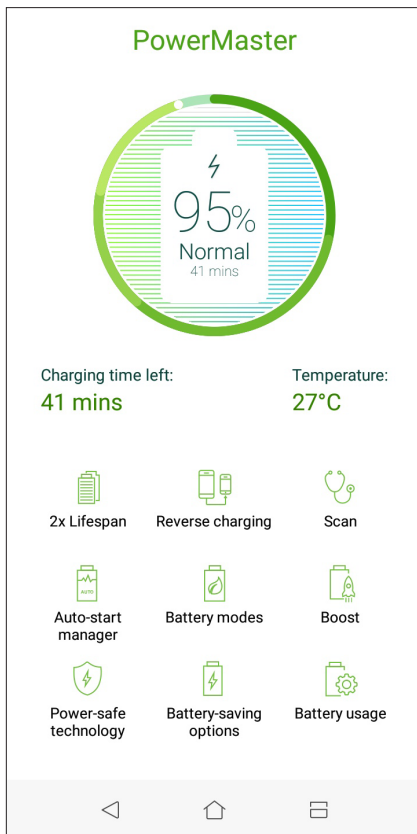 PowerMaster
95%
Normal
41 mins
Charging time left:
41 mins
Temperature:
27°C
2x Lifespan
Reverse charging
Scan
AUTO
Auto-start
manager
Battery modes
Boost
Power-safe
technology
Battery-saving
options
Battery usage